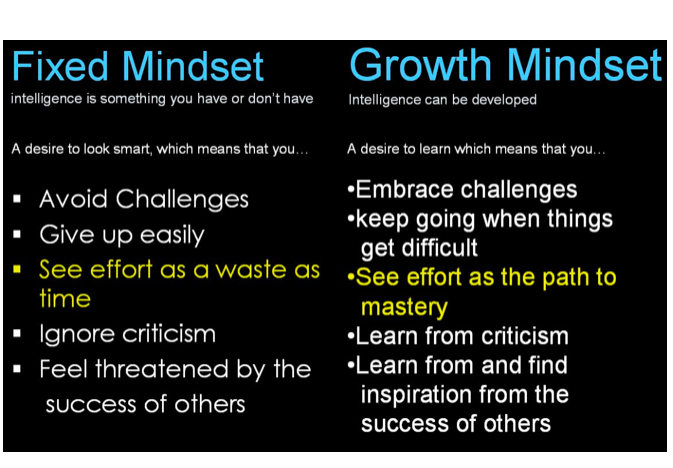 Fixed Mindset
intelligence is something you have or don't have
A desire to look smart, which means that you...
▪ Avoid Challenges
▪ Give up easily
▪ See effort as a waste as
time
▪ Ignore criticism
▪ Feel threatened by the
success of others
Growth Mindset
Intelligence can be developed
A desire to learn which means that you...
•Embrace challenges
•keep going when things
get difficult
•See effort as the path to
mastery
•Learn from criticism
•Learn from and find
inspiration from the
success of others